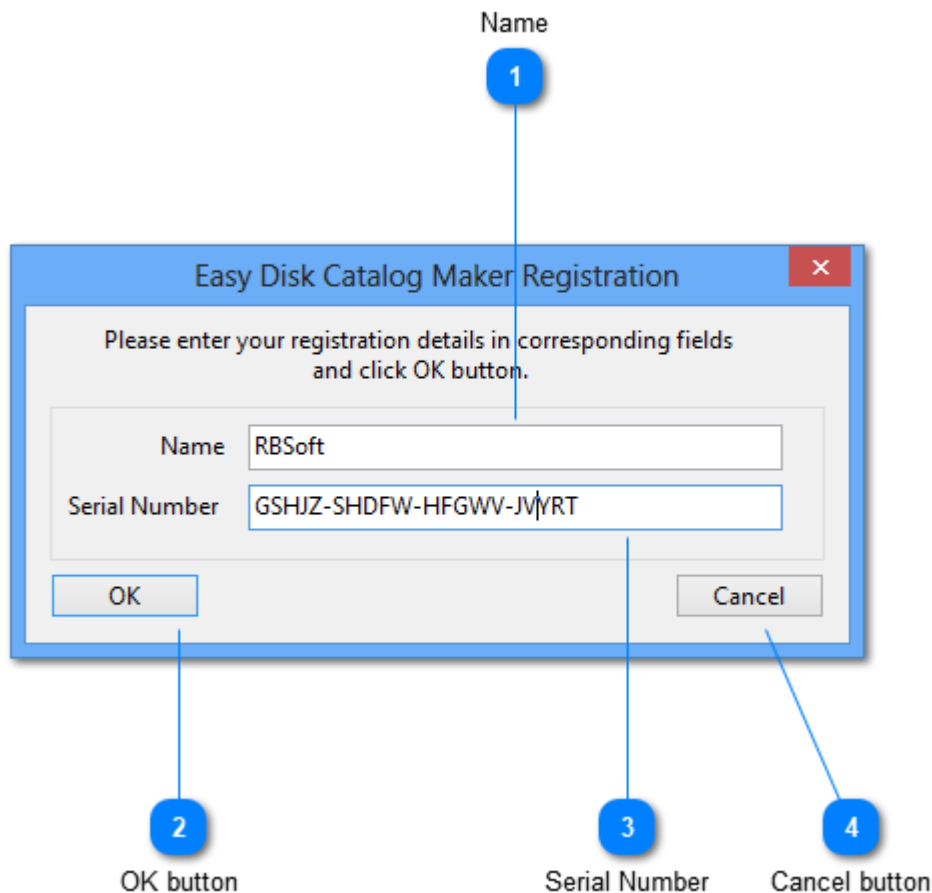 Name
1
Easy Disk Catalog Maker Registration
Please enter your registration details in corresponding fields
and click OK button.
Name RBSoft
Serial Number GSHJZ-SHDFW-HFGWV-JVYRT
OK Cancel
2 3 4
OK button Serial Number Cancel button